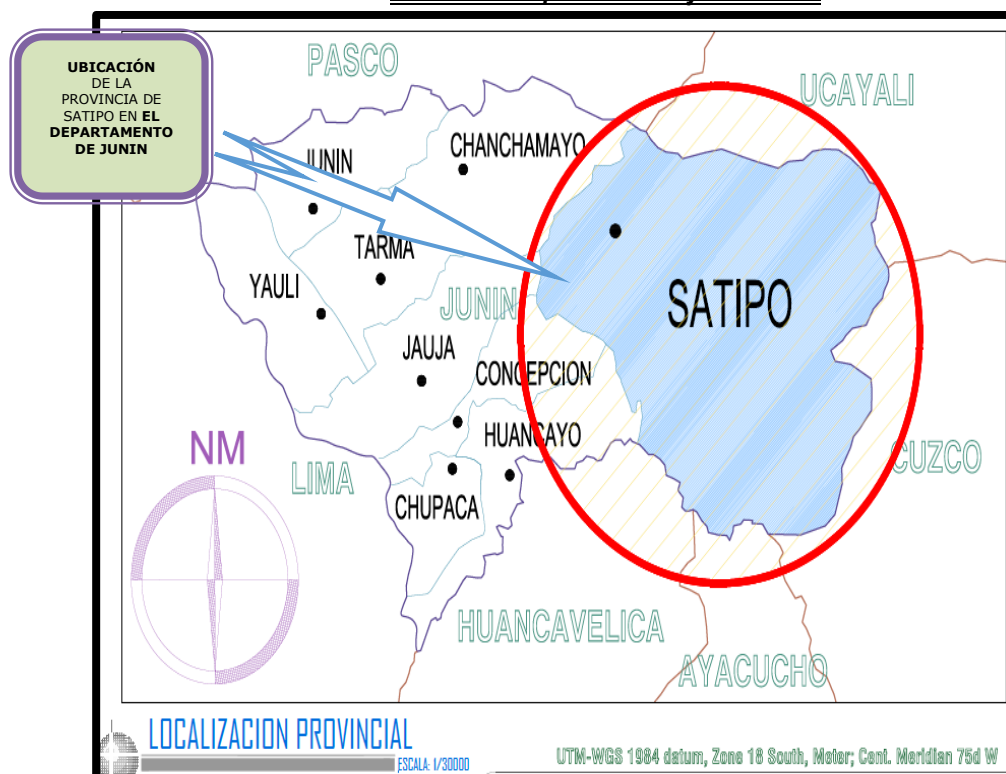 UBICACIÓN
DE LA
PROVINCIA DE
SATIPO EN EL
DEPARTAMENTO
DE JUNIN
PASCO
UCAYALI
JUNIN
CHANCHAMAYO
TARMA
YAULI
JUNIN
SATIPO
JAUJA
CONCEPCION
HUANCAYO
NM
LIMA
CUZCO
CHUPACA
HUANCAVELICA
AYACUCHO
LOCALIZACION PROVINCIAL
ESCALA: 1/30000
UTM-WGS 1984 datum, Zone 18 South, Meter; Cent. Meridian 75d W